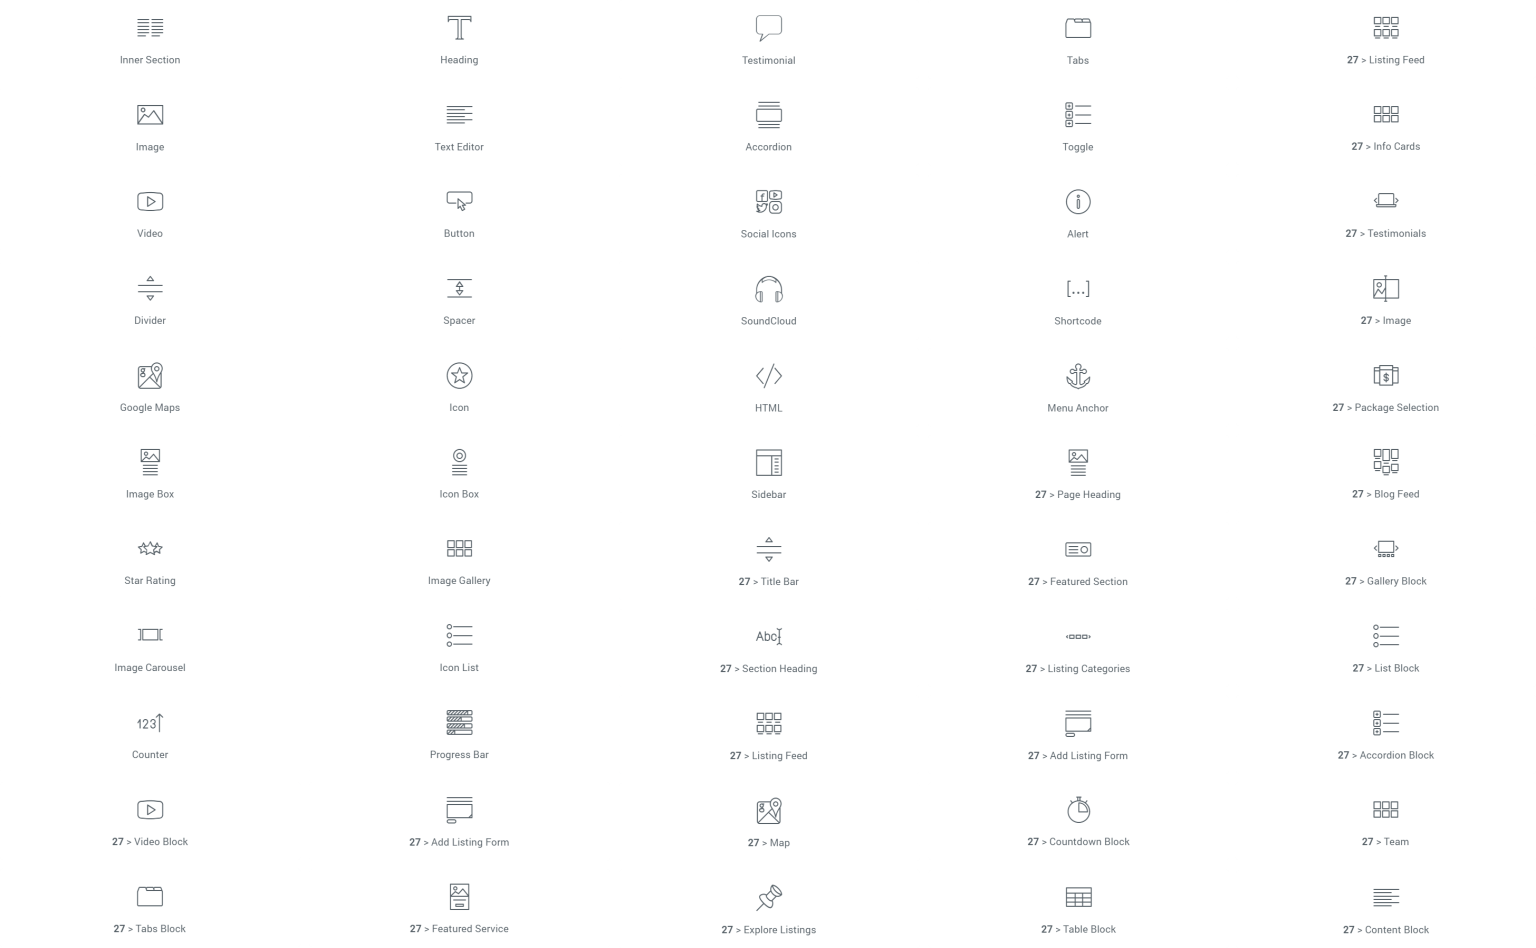 Inner Section
Heading
Testimonial
Tabs
27 > Listing Feed
Image
Text Editor
Accordion
Toggle
27 > Info Cards
Video
Button
Social Icons
Alert
27 > Testimonials
Divider
Spacer
SoundCloud
[...]
Shortcode
27 > Image
Google Maps
Icon
HTML
Menu Anchor
$
27 > Package Selection
Image Box
Icon Box
Sidebar
27 > Page Heading
27 > Blog Feed
Star Rating
Image Gallery
27 > Title Bar
27 > Featured Section
27 > Gallery Block
Image Carousel
Icon List
Abc
27 > Section Heading
27 > Listing Categories
27 > List Block
123
Counter
Progress Bar
27 > Listing Feed
27 > Add Listing Form
27 > Accordion Block
27 > Video Block
27 > Add Listing Form
27 > Map
27 > Countdown Block
27 > Team
27 > Tabs Block
27 > Featured Service
27 > Explore Listings
27 > Table Block
27 > Content Block